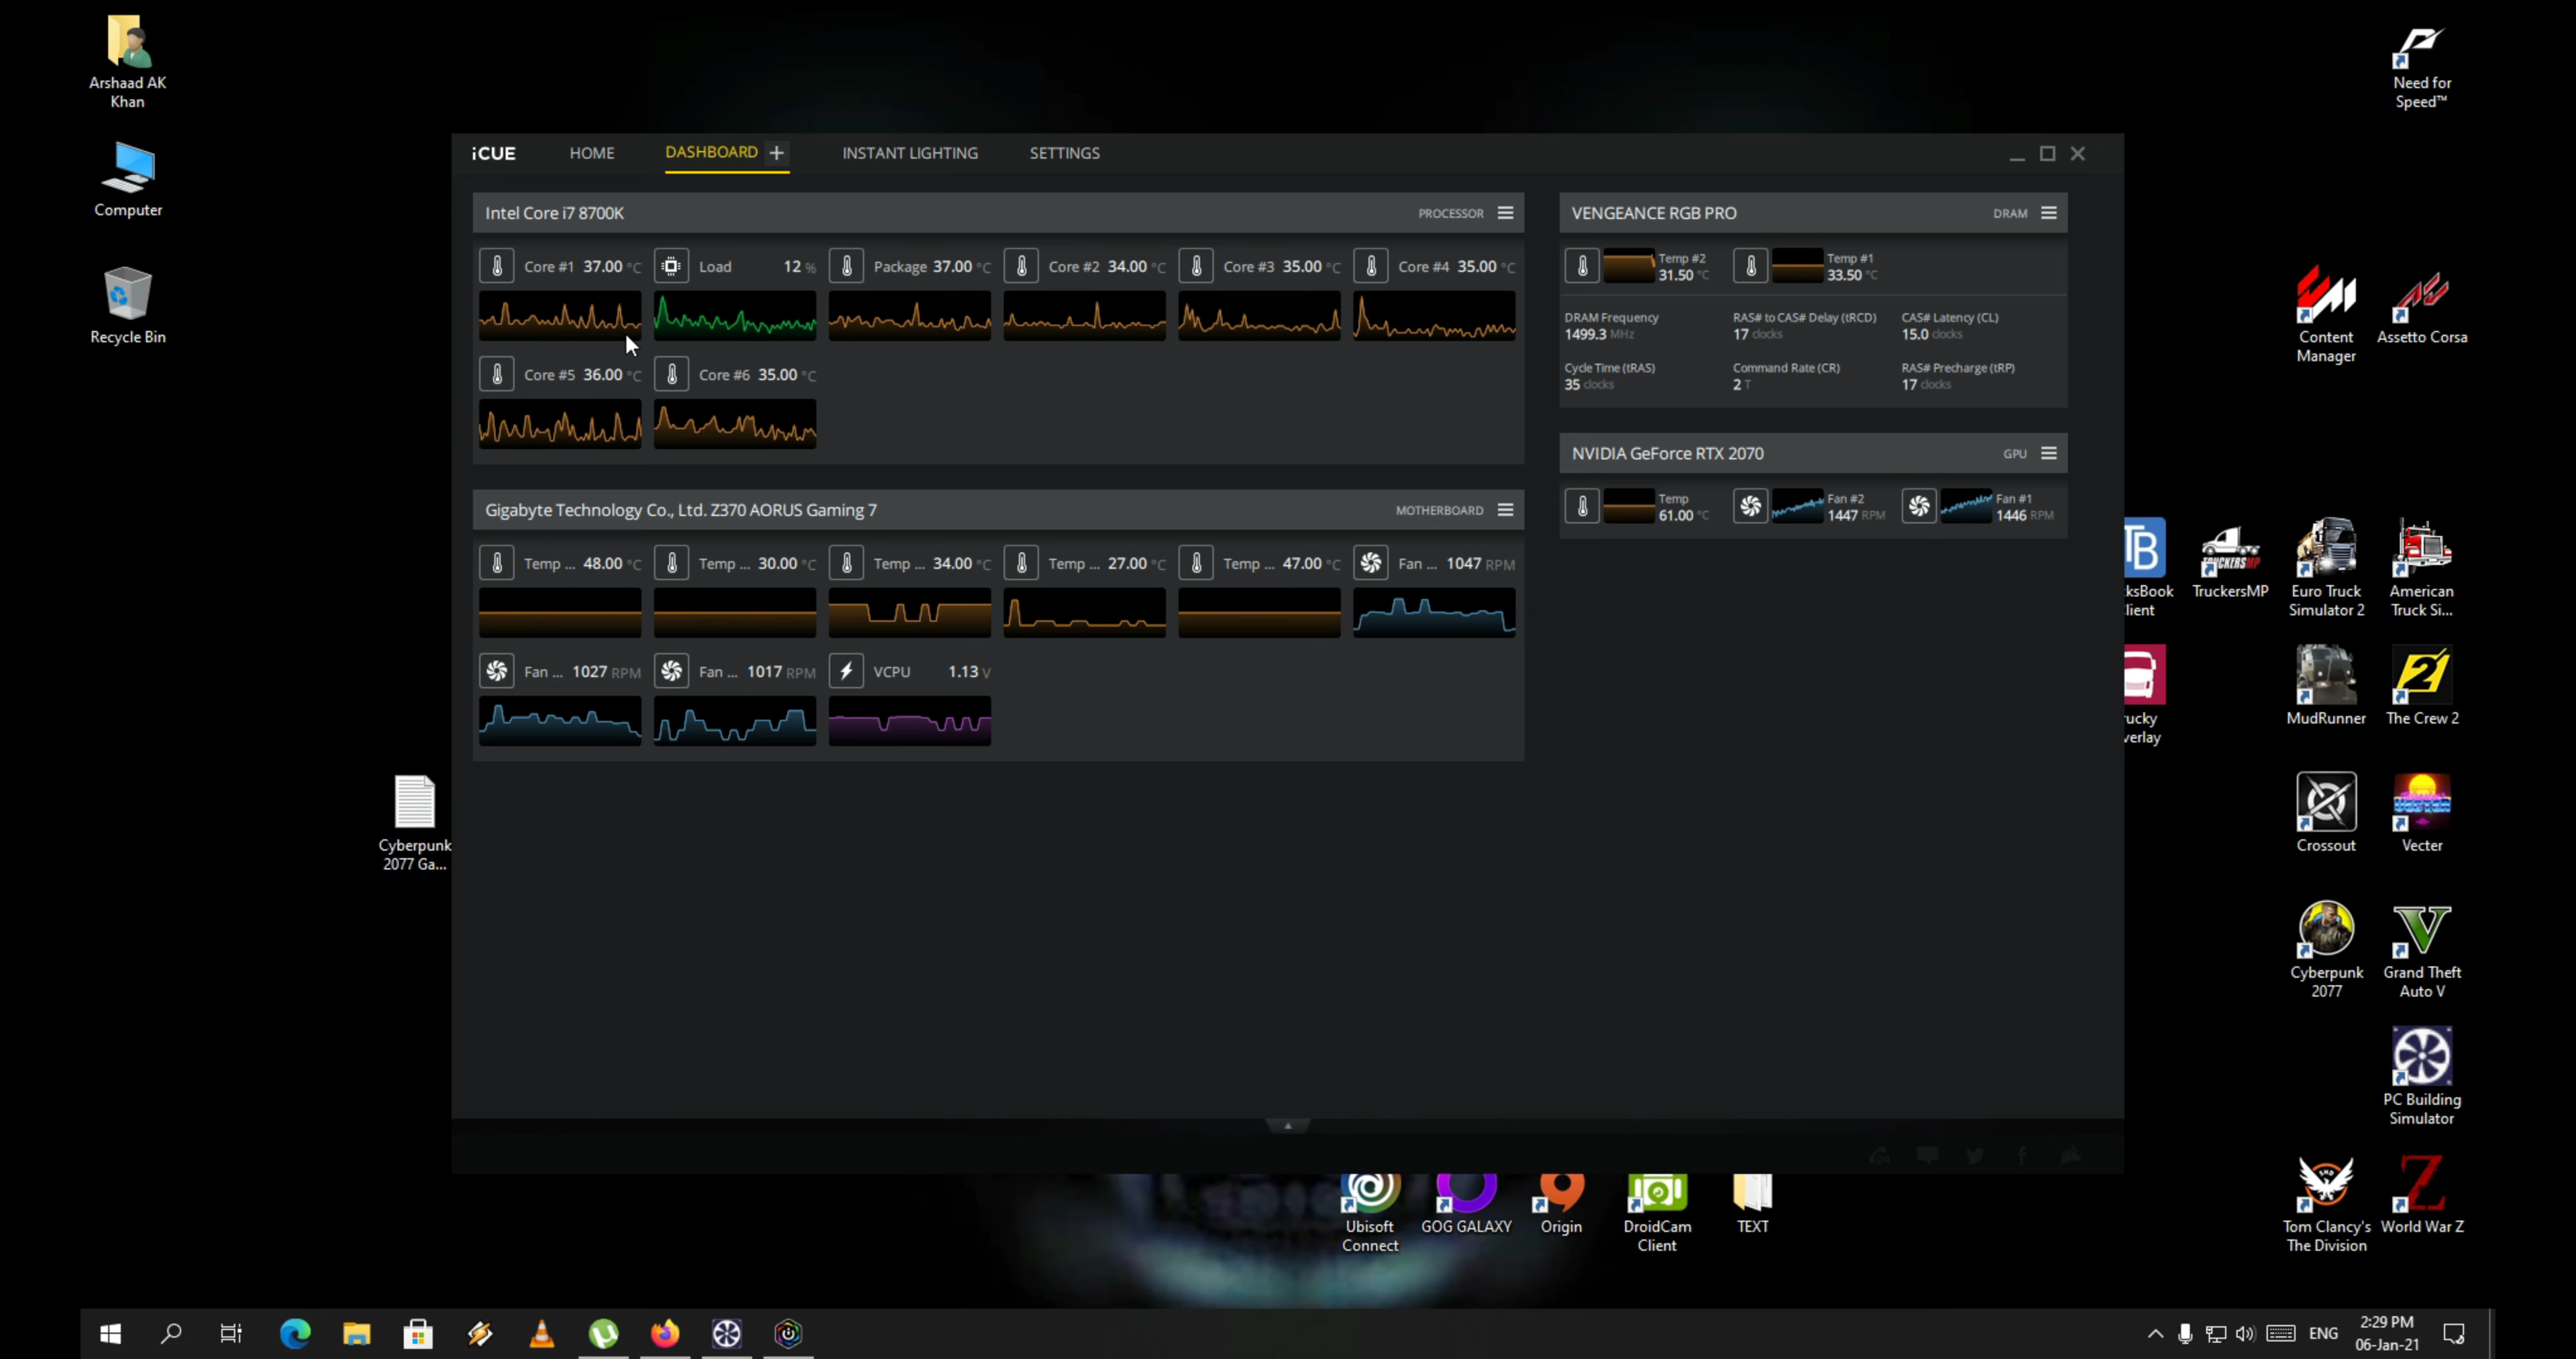 Arshaad AK
Khan
Computer
Recycle Bin
Cyberpunk
2077 Ga...
iCUE HOME DASHBOARD + INSTANT LIGHTING SETTINGS
Intel Core i7 8700K PROCESSOR
Core #1 37.00 °C Load 12 % Package 37.00 °C Core #2 34.00 °C Core #3 35.00 °C Core #4 35.00 °C
Core #5 36.00 °C Core #6 35.00 °C
Gigabyte Technology Co., Ltd. Z370 AORUS Gaming 7 MOTHERBOARD
Temp ... 48.00 °C Temp ... 30.00 °C Temp ... 34.00 °C Temp ... 27.00 °C Temp ... 47.00 °C Fan ... 1047 RPM
Fan ... 1027 RPM Fan ... 1017 RPM VCPU 1.13 V
VENGEANCE RGB PRO DRAM
Temp #2 Temp #1
31.50 °C 33.50 °C
DRAM Frequency RAS# to CAS# Delay (tRCD) CAS# Latency (CL)
1499.3 MHz 17 clocks 15.0 clocks
Cycle Time (tRAS) Command Rate (CR) RAS# Precharge (tRP)
35 clocks 2 T 17 clocks
NVIDIA GeForce RTX 2070 GPU
Temp Fan #2 Fan #1
61.00 °C 1447 RPM 1446 RPM
Need for
Speed™
Content Assetto Corsa
Manager
TB
TRUCKERSMP
ksBook TruckersMP Euro Truck American
lient Simulator 2 Truck Si...
2
ucky MudRunner The Crew 2
verlay
Crossout Vecter
V
Cyberpunk Grand Theft
2077 Auto V
PC Building
Simulator
SHD
Z
Tom Clancy's World War Z
The Division
Ubisoft GOG GALAXY Origin DroidCam TEXT
Connect Client
ENG 2:29 PM
06-Jan-21